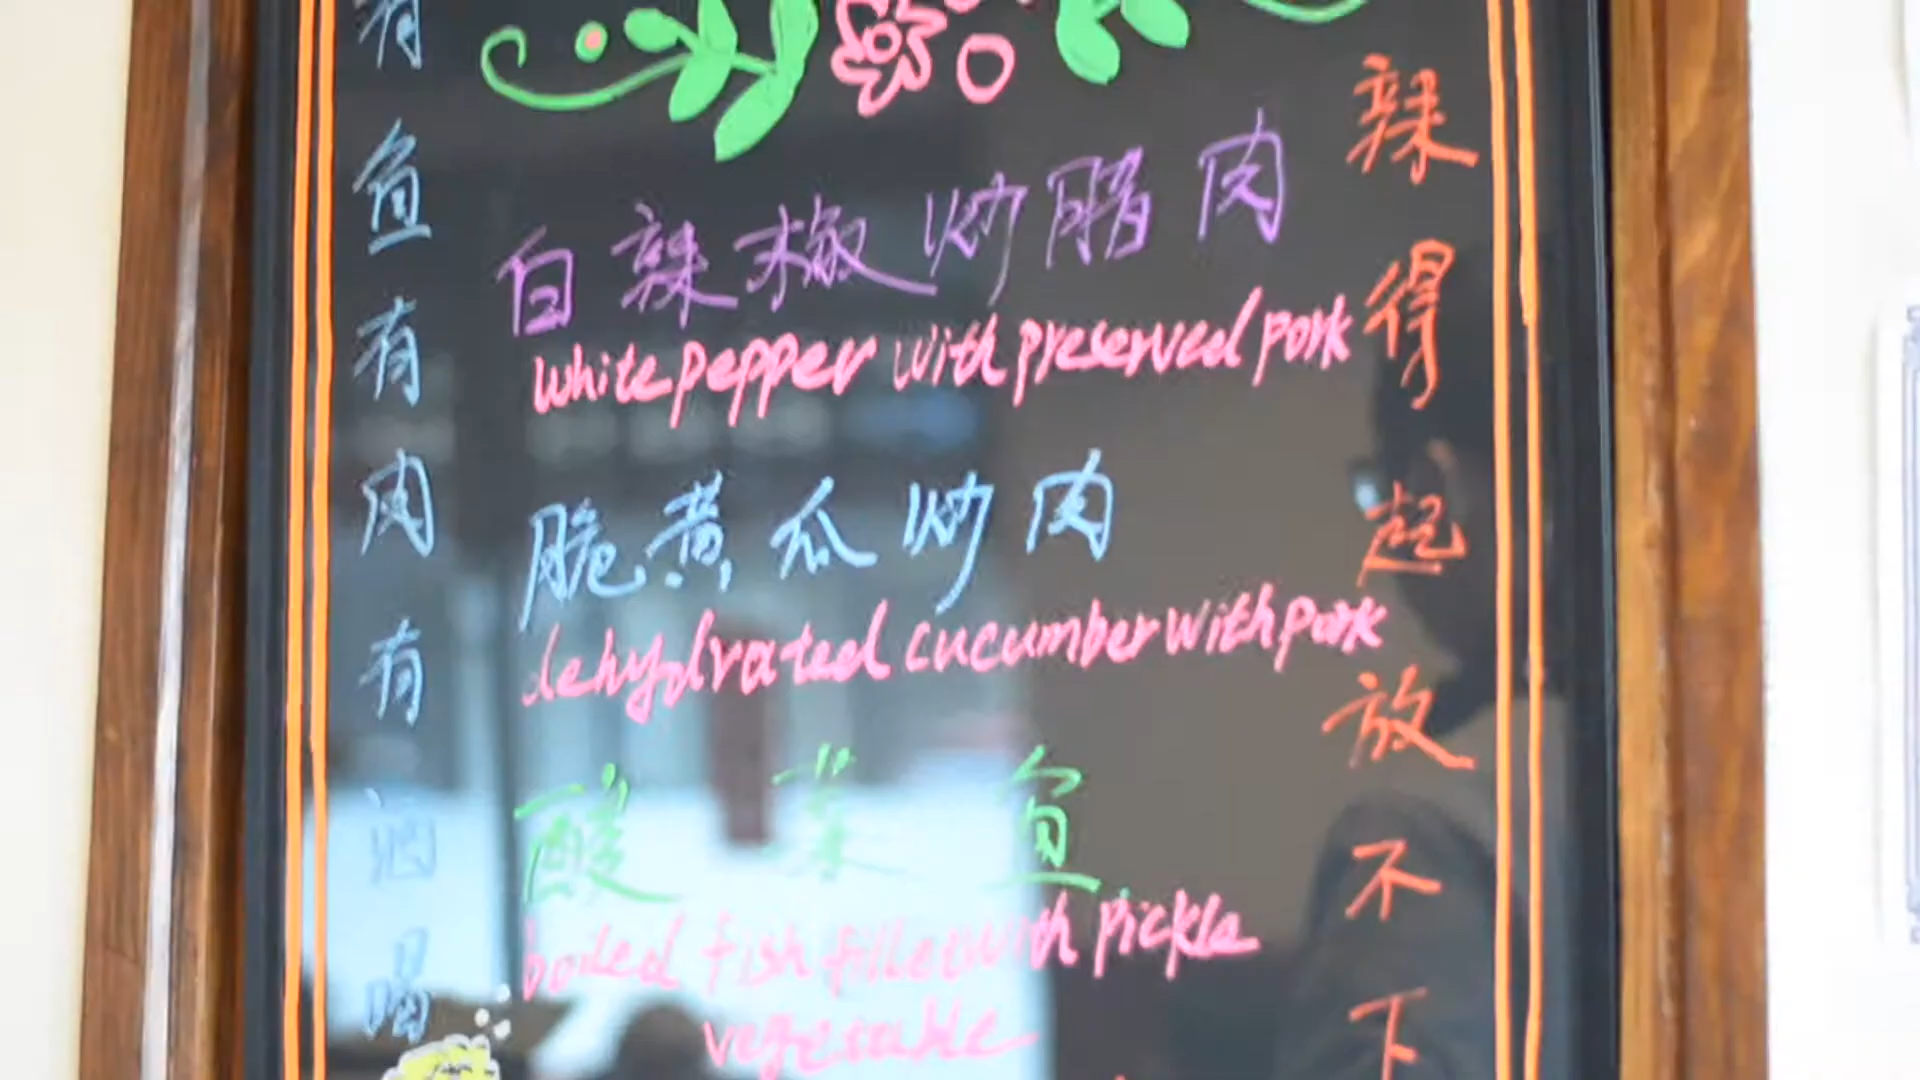 有鱼有肉有酒喝
白辣椒炒腊肉
white pepper with preserved pork
脆黄瓜炒肉
dehydrated cucumber with pork
酸菜鱼
boiled fish fillet with pickle
vegetable
辣得起放不下